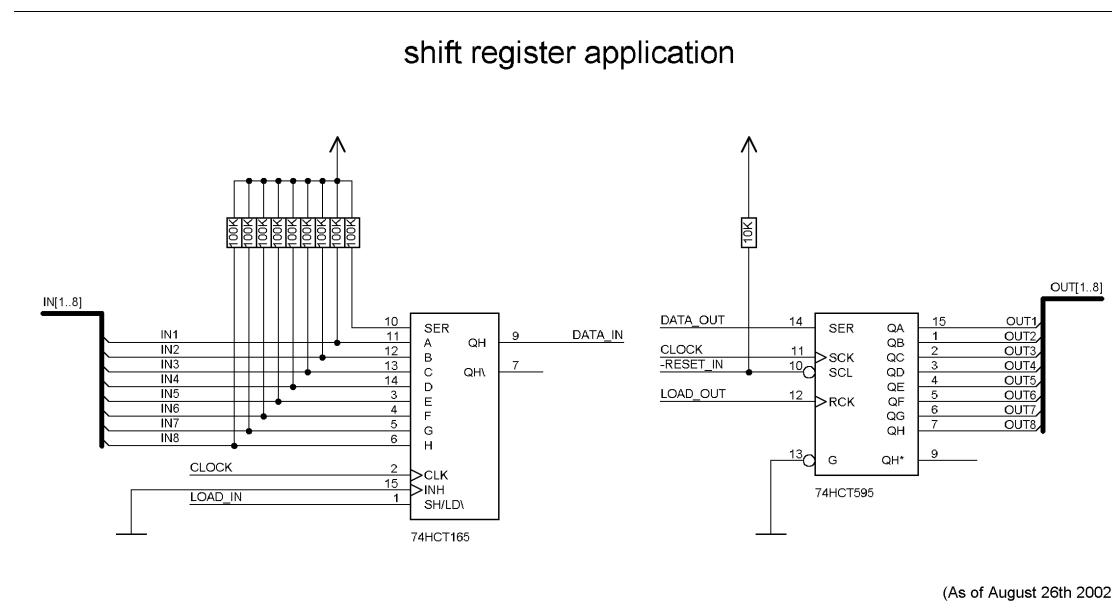 shift register application
100K 100K 100K 100K 100K 100K 100K 100K 100K
10K
IN[1..8]
IN1
IN2
IN3
IN4
IN5
IN6
IN7
IN8
CLOCK
LOAD_IN
10 SER
11 A QH 9 DATA_IN
12 B
13 C QH\ 7
14 D
3 E
4 F
5 G
6 H
2 CLK
15 INH
1 SH/LD\
74HCT165
OUT[1..8]
DATA_OUT 14 SER QA 15 OUT1
QB 1 OUT2
CLOCK 11 SCK QC 2 OUT3
-RESET_IN 10 SCL QD 3 OUT4
QE 4 OUT5
LOAD_OUT 12 RCK QF 5 OUT6
QG 6 OUT7
QH 7 OUT8
13 G QH* 9
74HCT595
(As of August 26th 2002